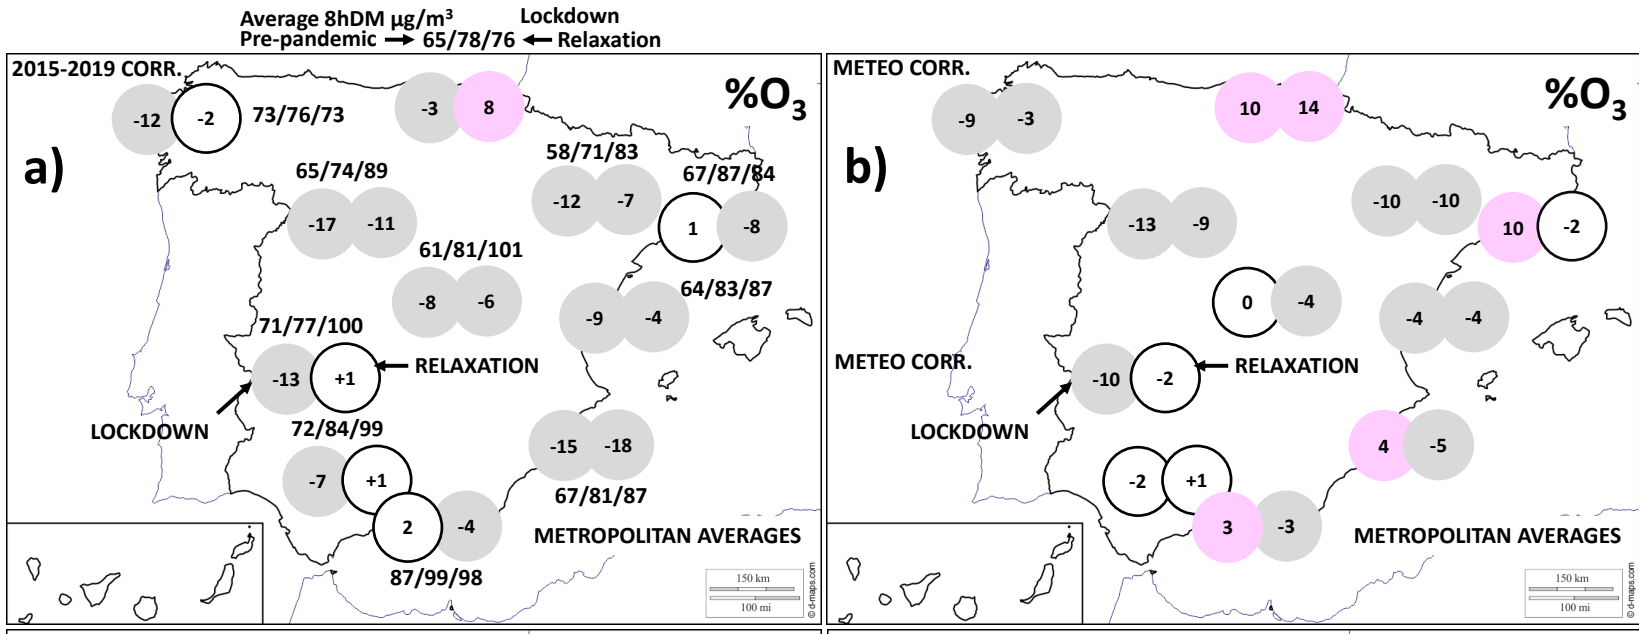 Average 8hDM µg/m³ Lockdown
Pre-pandemic 65/78/76 Relaxation
2015-2019 CORR.
%O₃
a)
-12 -2 73/76/73
-3 8
58/71/83
65/74/89
67/87/84
-12 -7
-17 -11
1 -8
61/81/101
-8 -6
64/83/87
-9 -4
71/77/100
-13 +1
RELAXATION
LOCKDOWN
72/84/99
-15 -18
-7 +1
67/81/87
2 -4
METROPOLITAN AVERAGES
87/99/98
150 km
100 mi
© d-maps.com
METEO CORR.
%O₃
b)
-9 -3
10 14
-10 -10
-13 -9
10 -2
0 -4
-4 -4
METEO CORR.
-10 -2
RELAXATION
LOCKDOWN
4 -5
-2 +1
3 -3
METROPOLITAN AVERAGES
150 km
100 mi
© d-maps.com